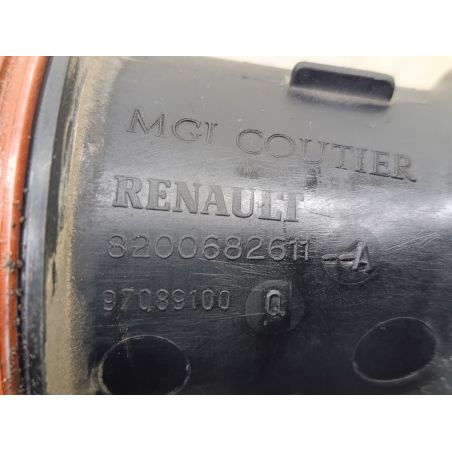 MGI COUTIER
RENAULT
8200682611--A
97089100 Q